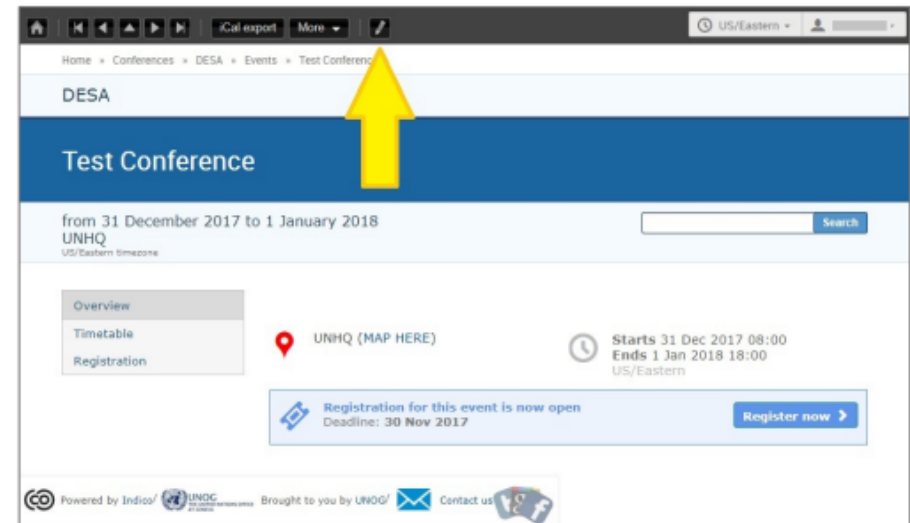 iCal export More
US/Eastern
Home » Conferences » DESA » Events » Test Conference
DESA
Test Conference
from 31 December 2017 to 1 January 2018
UNHQ
US/Eastern timezone
Search
Overview
Timetable
Registration
UNHQ (MAP HERE)
Starts 31 Dec 2017 08:00
Ends 1 Jan 2018 18:00
US/Eastern
Registration for this event is now open
Deadline: 30 Nov 2017
Register now
Powered by Indico/ UNOG Brought to you by UNOG/ Contact us